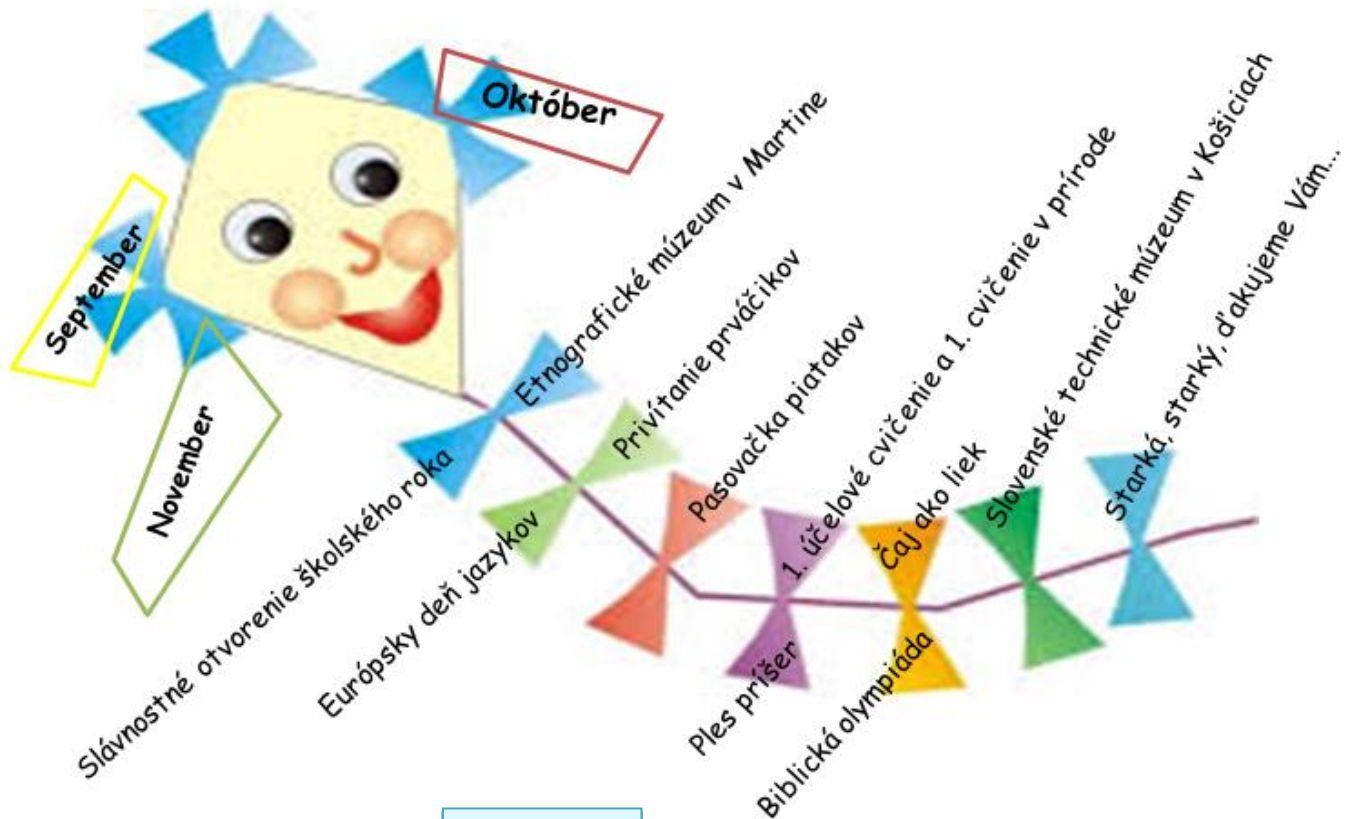 Október
September
November
Etnografické múzeum v Martine
Slávnostné otvorenie školského roka
Privítanie prváčikov
Európsky deň jazykov
Pasovačka piatakov
1. účelové cvičenie a 1. cvičenie v prírode
Ples príšer
Čaj ako liek
Biblická olympiáda
Slovenské technické múzeum v Košiciach
Starká, starký, ďakujeme Vám...